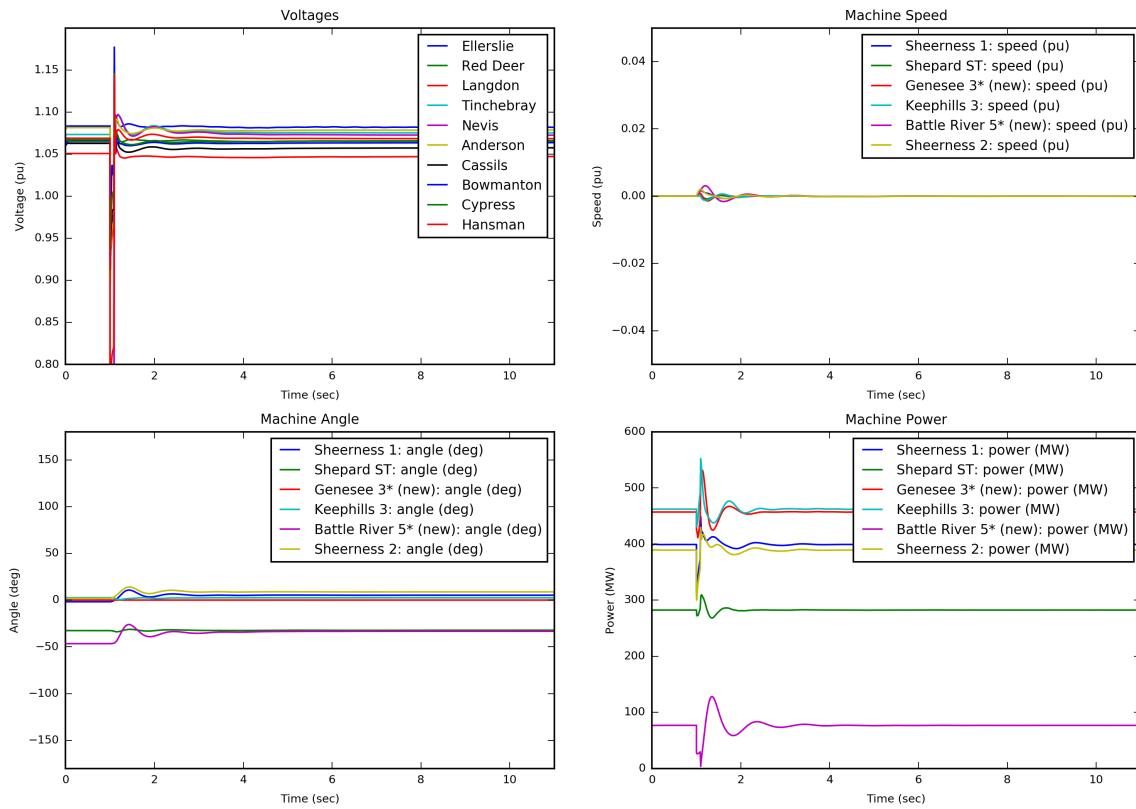 Voltages
Voltage (pu)
1.15
1.10
1.05
1.00
0.95
0.90
0.85
0.80
Ellerslie
Red Deer
Langdon
Tinchebray
Nevis
Anderson
Cassils
Bowmanton
Cypress
Hansman
0 2 4 6 8 10
Time (sec)
Machine Speed
Speed (pu)
0.04
0.02
0.00
−0.02
−0.04
Sheerness 1: speed (pu)
Shepard ST: speed (pu)
Genesee 3* (new): speed (pu)
Keephills 3: speed (pu)
Battle River 5* (new): speed (pu)
Sheerness 2: speed (pu)
0 2 4 6 8 10
Time (sec)
Machine Angle
Angle (deg)
150
100
50
0
−50
−100
−150
Sheerness 1: angle (deg)
Shepard ST: angle (deg)
Genesee 3* (new): angle (deg)
Keephills 3: angle (deg)
Battle River 5* (new): angle (deg)
Sheerness 2: angle (deg)
0 2 4 6 8 10
Time (sec)
Machine Power
Power (MW)
600
500
400
300
200
100
0
Sheerness 1: power (MW)
Shepard ST: power (MW)
Genesee 3* (new): power (MW)
Keephills 3: power (MW)
Battle River 5* (new): power (MW)
Sheerness 2: power (MW)
0 2 4 6 8 10
Time (sec)